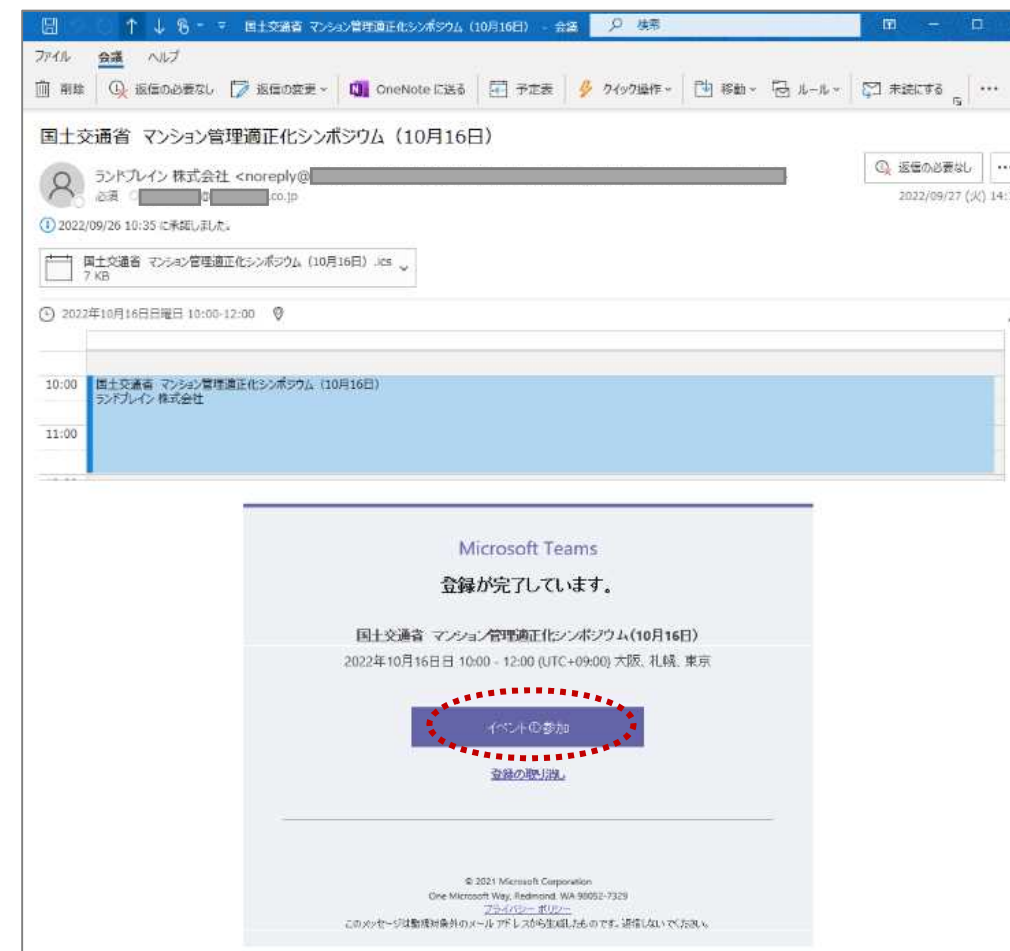 国土交通省 マンション管理適正化シンポジウム（10月16日） - 会議 検索
ファイル 会議 ヘルプ
削除 返信の必要なし 返信の変更 OneNote に送る 予定表 クイック操作 移動 ルール 未読にする ...
国土交通省 マンション管理適正化シンポジウム（10月16日）
ランドブレイン 株式会社 <noreply@
返信の必要なし
必須 .co.jp
2022/09/27 (火) 14:
2022/09/26 10:35 に承認しました。
国土交通省 マンション管理適正化シンポジウム（10月16日）.ics
7 KB
2022年10月16日日曜日 10:00-12:00
10:00 国土交通省 マンション管理適正化シンポジウム（10月16日）
ランドブレイン 株式会社
11:00
Microsoft Teams
登録が完了しています。
国土交通省 マンション管理適正化シンポジウム(10月16日)
2022年10月16日日 10:00 - 12:00 (UTC+09:00) 大阪、札幌、東京
イベントの参加
登録の取り消し
© 2021 Microsoft Corporation
One Microsoft Way, Redmond, WA 98052-7329
プライバシー ポリシー
このメッセージは監視対象外のメール アドレスから生成したものです。返信しないでください。